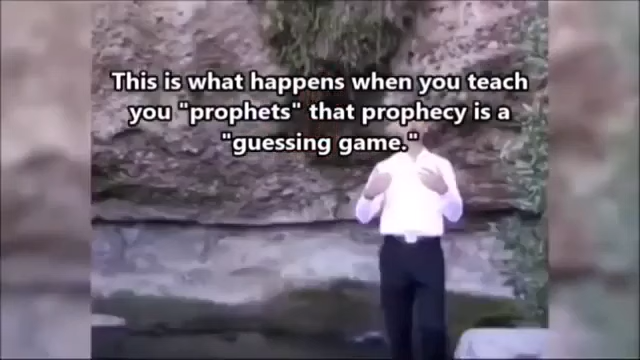 This is what happens when you teach
you "prophets" that prophecy is a
"guessing game."